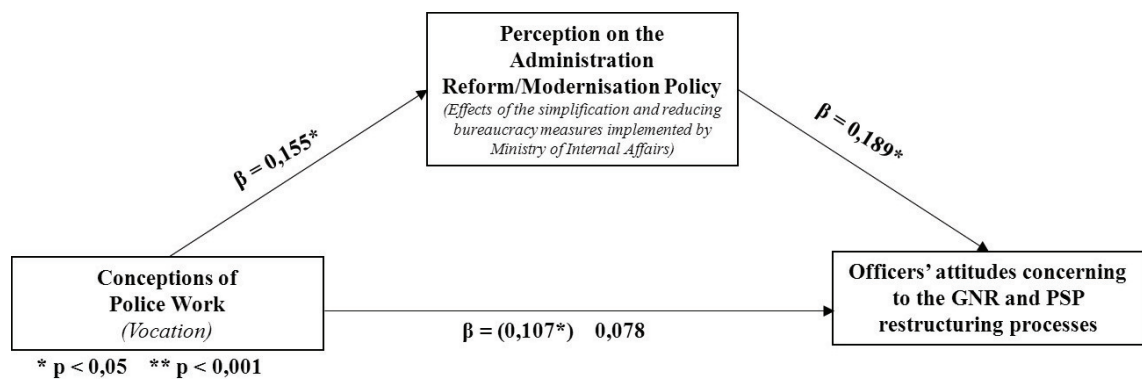 Perception on the
Administration
Reform/Modernisation Policy
(Effects of the simplification and reducing
bureaucracy measures implemented by
Ministry of Internal Affairs)
β = 0,155*
β = 0,189*
Conceptions of
Police Work
(Vocation)
Officers' attitudes concerning
to the GNR and PSP
restructuring processes
β = (0,107*) 0,078
* p < 0,05 ** p < 0,001